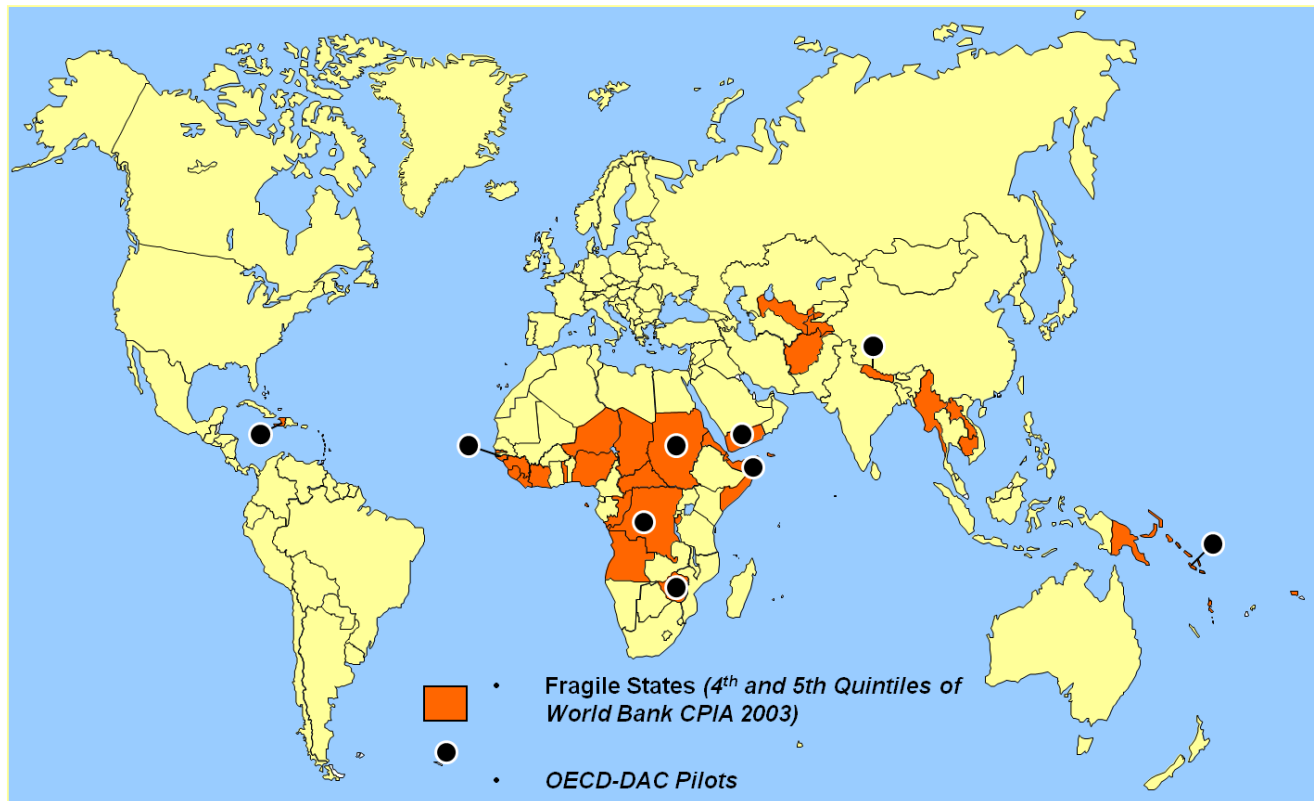 • Fragile States (4th and 5th Quintiles of
World Bank CPIA 2003)
• OECD-DAC Pilots